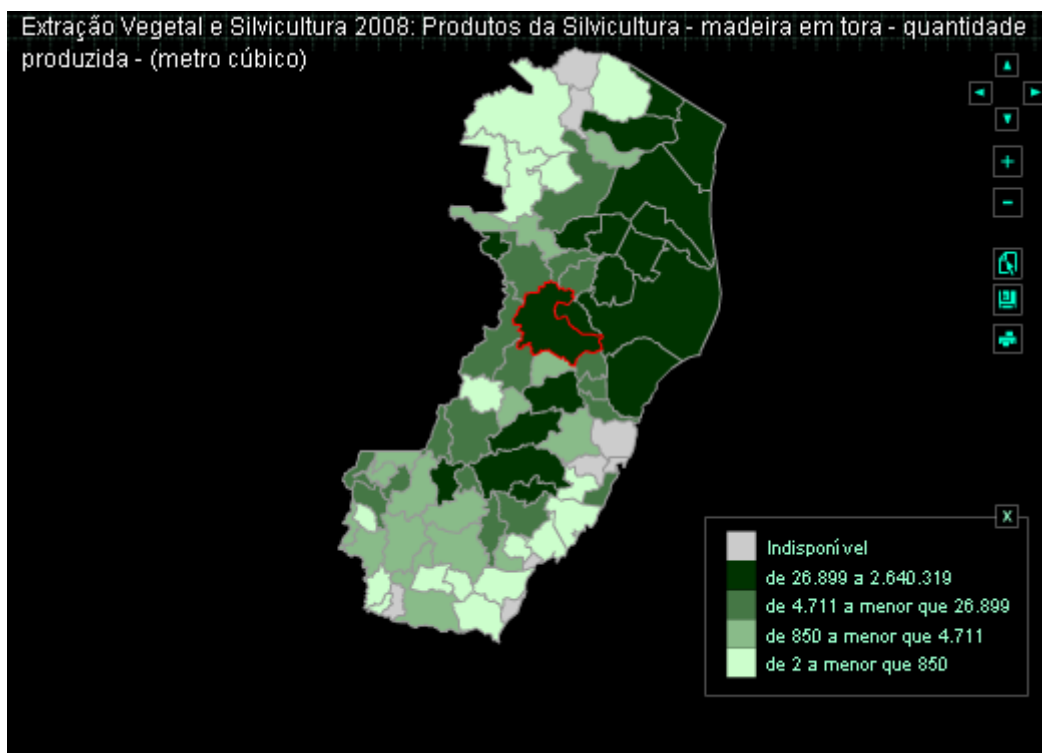 Extração Vegetal e Silvicultura 2008: Produtos da Silvicultura - madeira em tora - quantidade
produzida - (metro cúbico)
X
Indisponível
de 26.899 a 2.640.319
de 4.711 a menor que 26.899
de 850 a menor que 4.711
de 2 a menor que 850